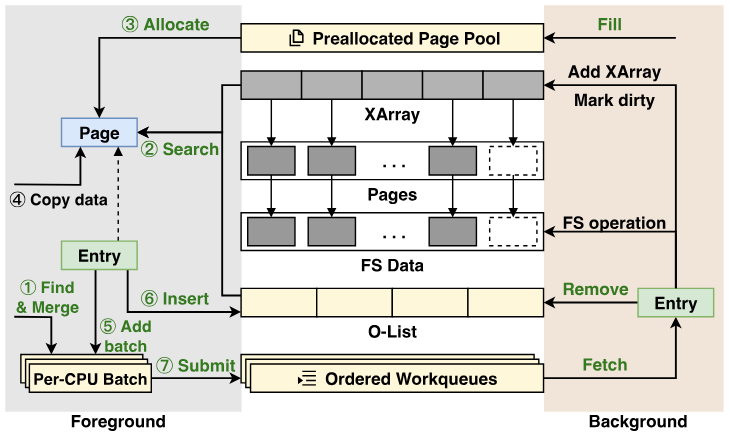 ③ Allocate
Preallocated Page Pool
Fill
Add XArray
Mark dirty
XArray
Page
② Search
...
Pages
④ Copy data
...
FS operation
FS Data
Entry
① Find
& Merge
⑥ Insert
Remove
Entry
O-List
⑤ Add
batch
Per-CPU Batch
⑦ Submit
Ordered Workqueues
Fetch
Foreground
Background